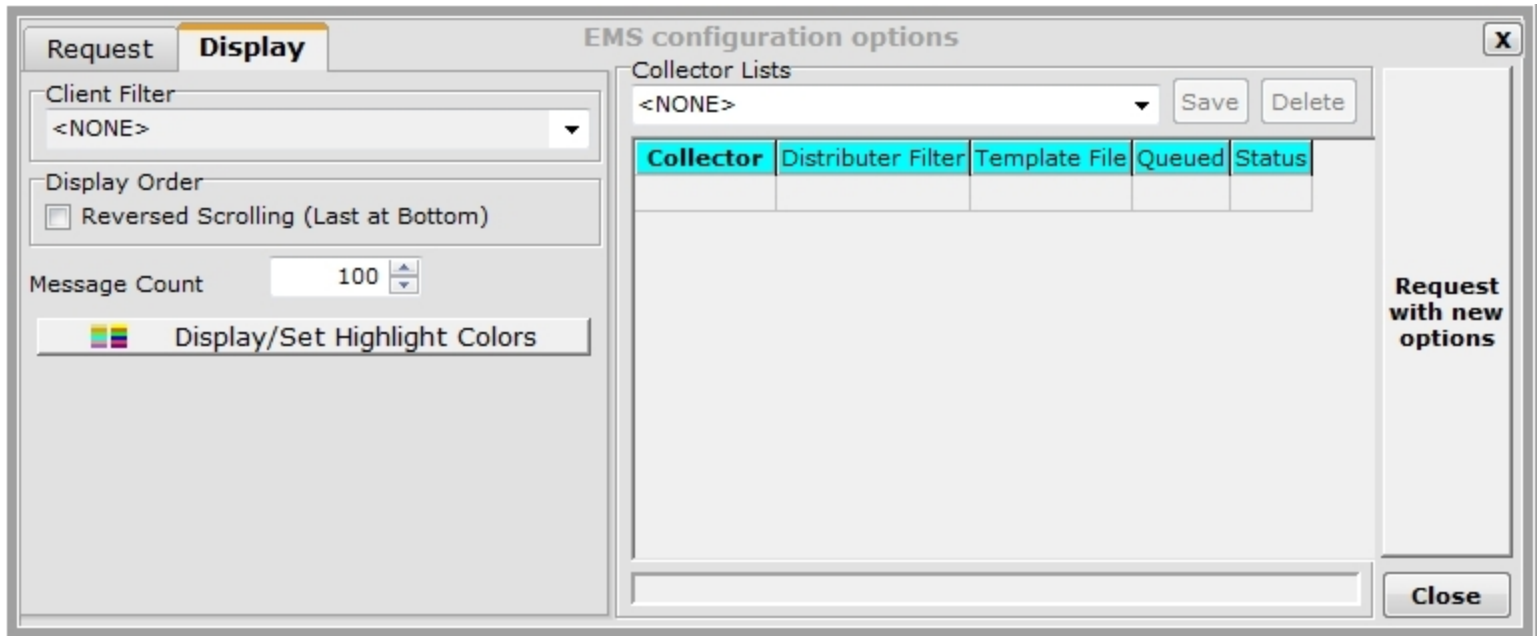 EMS configuration options
X
Request
Display
Client Filter
<NONE>
Display Order
Reversed Scrolling (Last at Bottom)
Message Count
100
Display/Set Highlight Colors
Collector Lists
<NONE>
Save
Delete
Collector Distributer Filter Template File Queued Status
Request
with new
options
Close